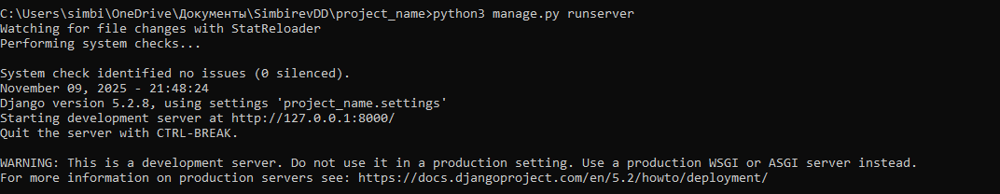 C:\Users\simbi\OneDrive\Документы\SimbirevDD\project_name>python3 manage.py runserver
Watching for file changes with StatReloader
Performing system checks...
System check identified no issues (0 silenced).
November 09, 2025 - 21:48:24
Django version 5.2.8, using settings 'project_name.settings'
Starting development server at http://127.0.0.1:8000/
Quit the server with CTRL-BREAK.
WARNING: This is a development server. Do not use it in a production setting. Use a production WSGI or ASGI server instead.
For more information on production servers see: https://docs.djangoproject.com/en/5.2/howto/deployment/